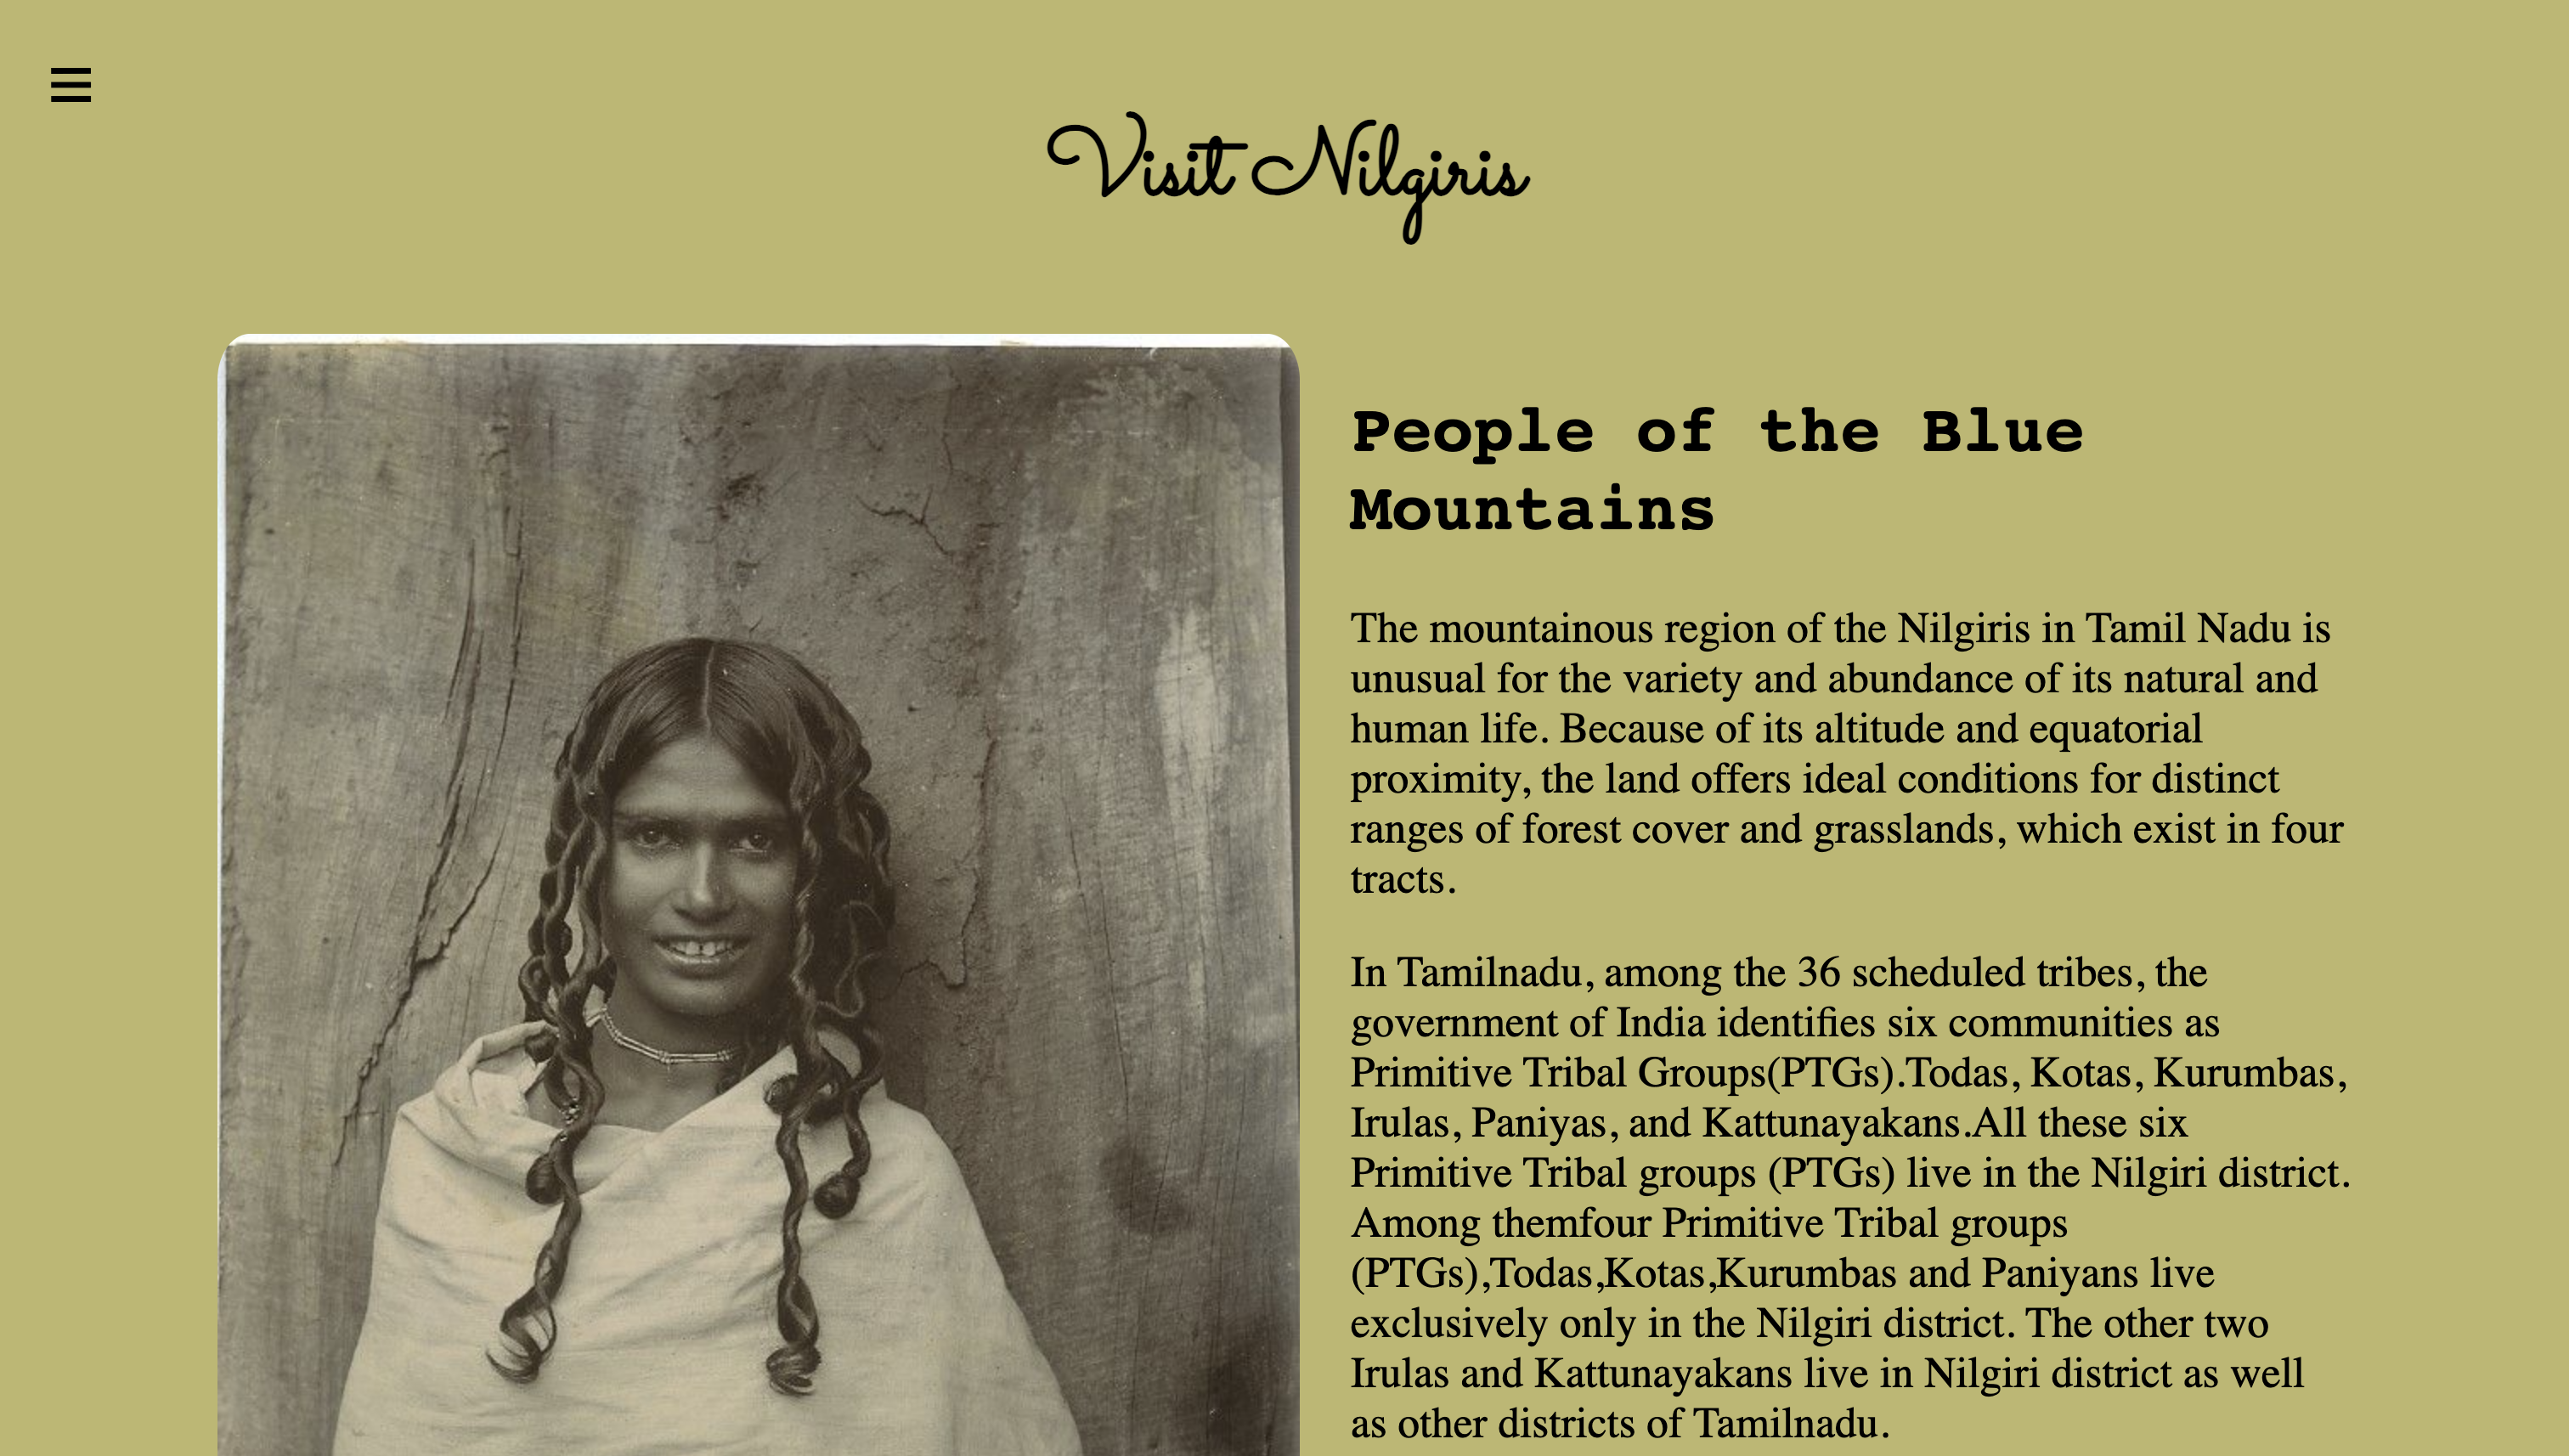 Visit Nilgiris
People of the Blue
Mountains
The mountainous region of the Nilgiris in Tamil Nadu is
unusual for the variety and abundance of its natural and
human life. Because of its altitude and equatorial
proximity, the land offers ideal conditions for distinct
ranges of forest cover and grasslands, which exist in four
tracts.
In Tamilnadu, among the 36 scheduled tribes, the
government of India identifies six communities as
Primitive Tribal Groups(PTGs).Todas, Kotas, Kurumbas,
Irulas, Paniyas, and Kattunayakans.All these six
Primitive Tribal groups (PTGs) live in the Nilgiri district.
Among themfour Primitive Tribal groups
(PTGs),Todas,Kotas,Kurumbas and Paniyans live
exclusively only in the Nilgiri district. The other two
Irulas and Kattunayakans live in Nilgiri district as well
as other districts of Tamilnadu.